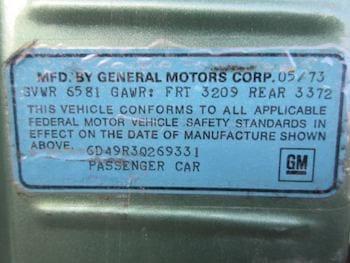 MFD. BY GENERAL MOTORS CORP. 05/73
GVWR 6581 GAWR: FRT 3209 REAR 3372
THIS VEHICLE CONFORMS TO ALL APPLICABLE
FEDERAL MOTOR VEHICLE SAFETY STANDARDS IN
EFFECT ON THE DATE OF MANUFACTURE SHOWN
ABOVE. 6D49R3Q269331
PASSENGER CAR
GM